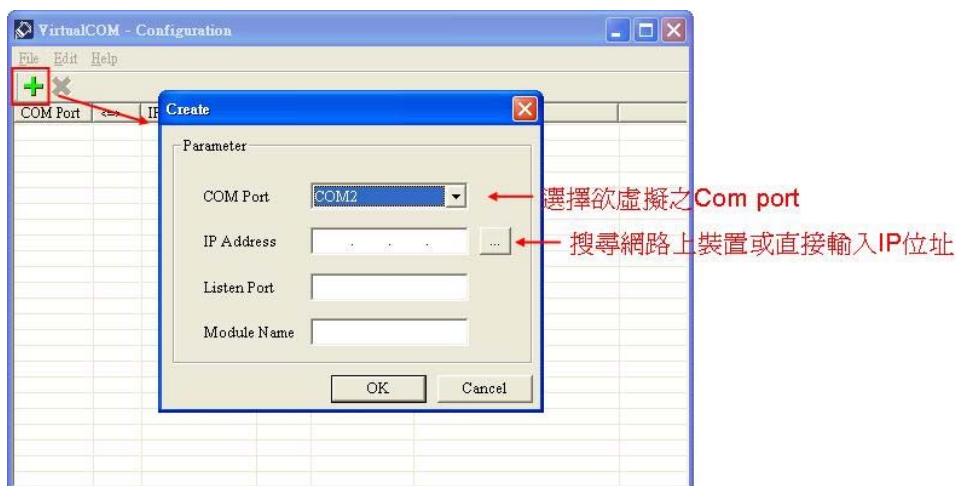 VirtualCOM - Configuration
File Edit Help
COM Port <=> IP
Create
Parameter
COM Port COM2
選擇欲虛擬之Com port
IP Address . . . ...
搜尋網路上裝置或直接輸入IP位址
Listen Port
Module Name
OK Cancel